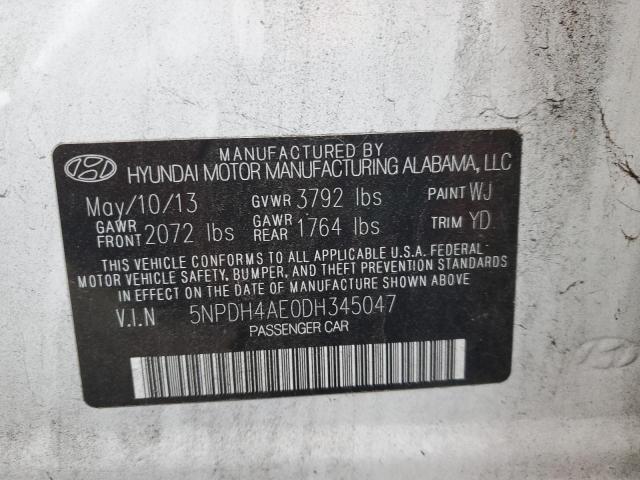 MANUFACTURED BY
HYUNDAI MOTOR MANUFACTURING ALABAMA, LLC
May/10/13 GVWR 3792 lbs PAINT WJ
GAWR FRONT 2072 lbs GAWR REAR 1764 lbs TRIM YD
THIS VEHICLE CONFORMS TO ALL APPLICABLE U.S.A. FEDERAL
MOTOR VEHICLE SAFETY, BUMPER, AND THEFT PREVENTION STANDARDS
IN EFFECT ON THE DATE OF MANUFACTURE SHOWN ABOVE
V.I.N 5NPDH4AE0DH345047
PASSENGER CAR